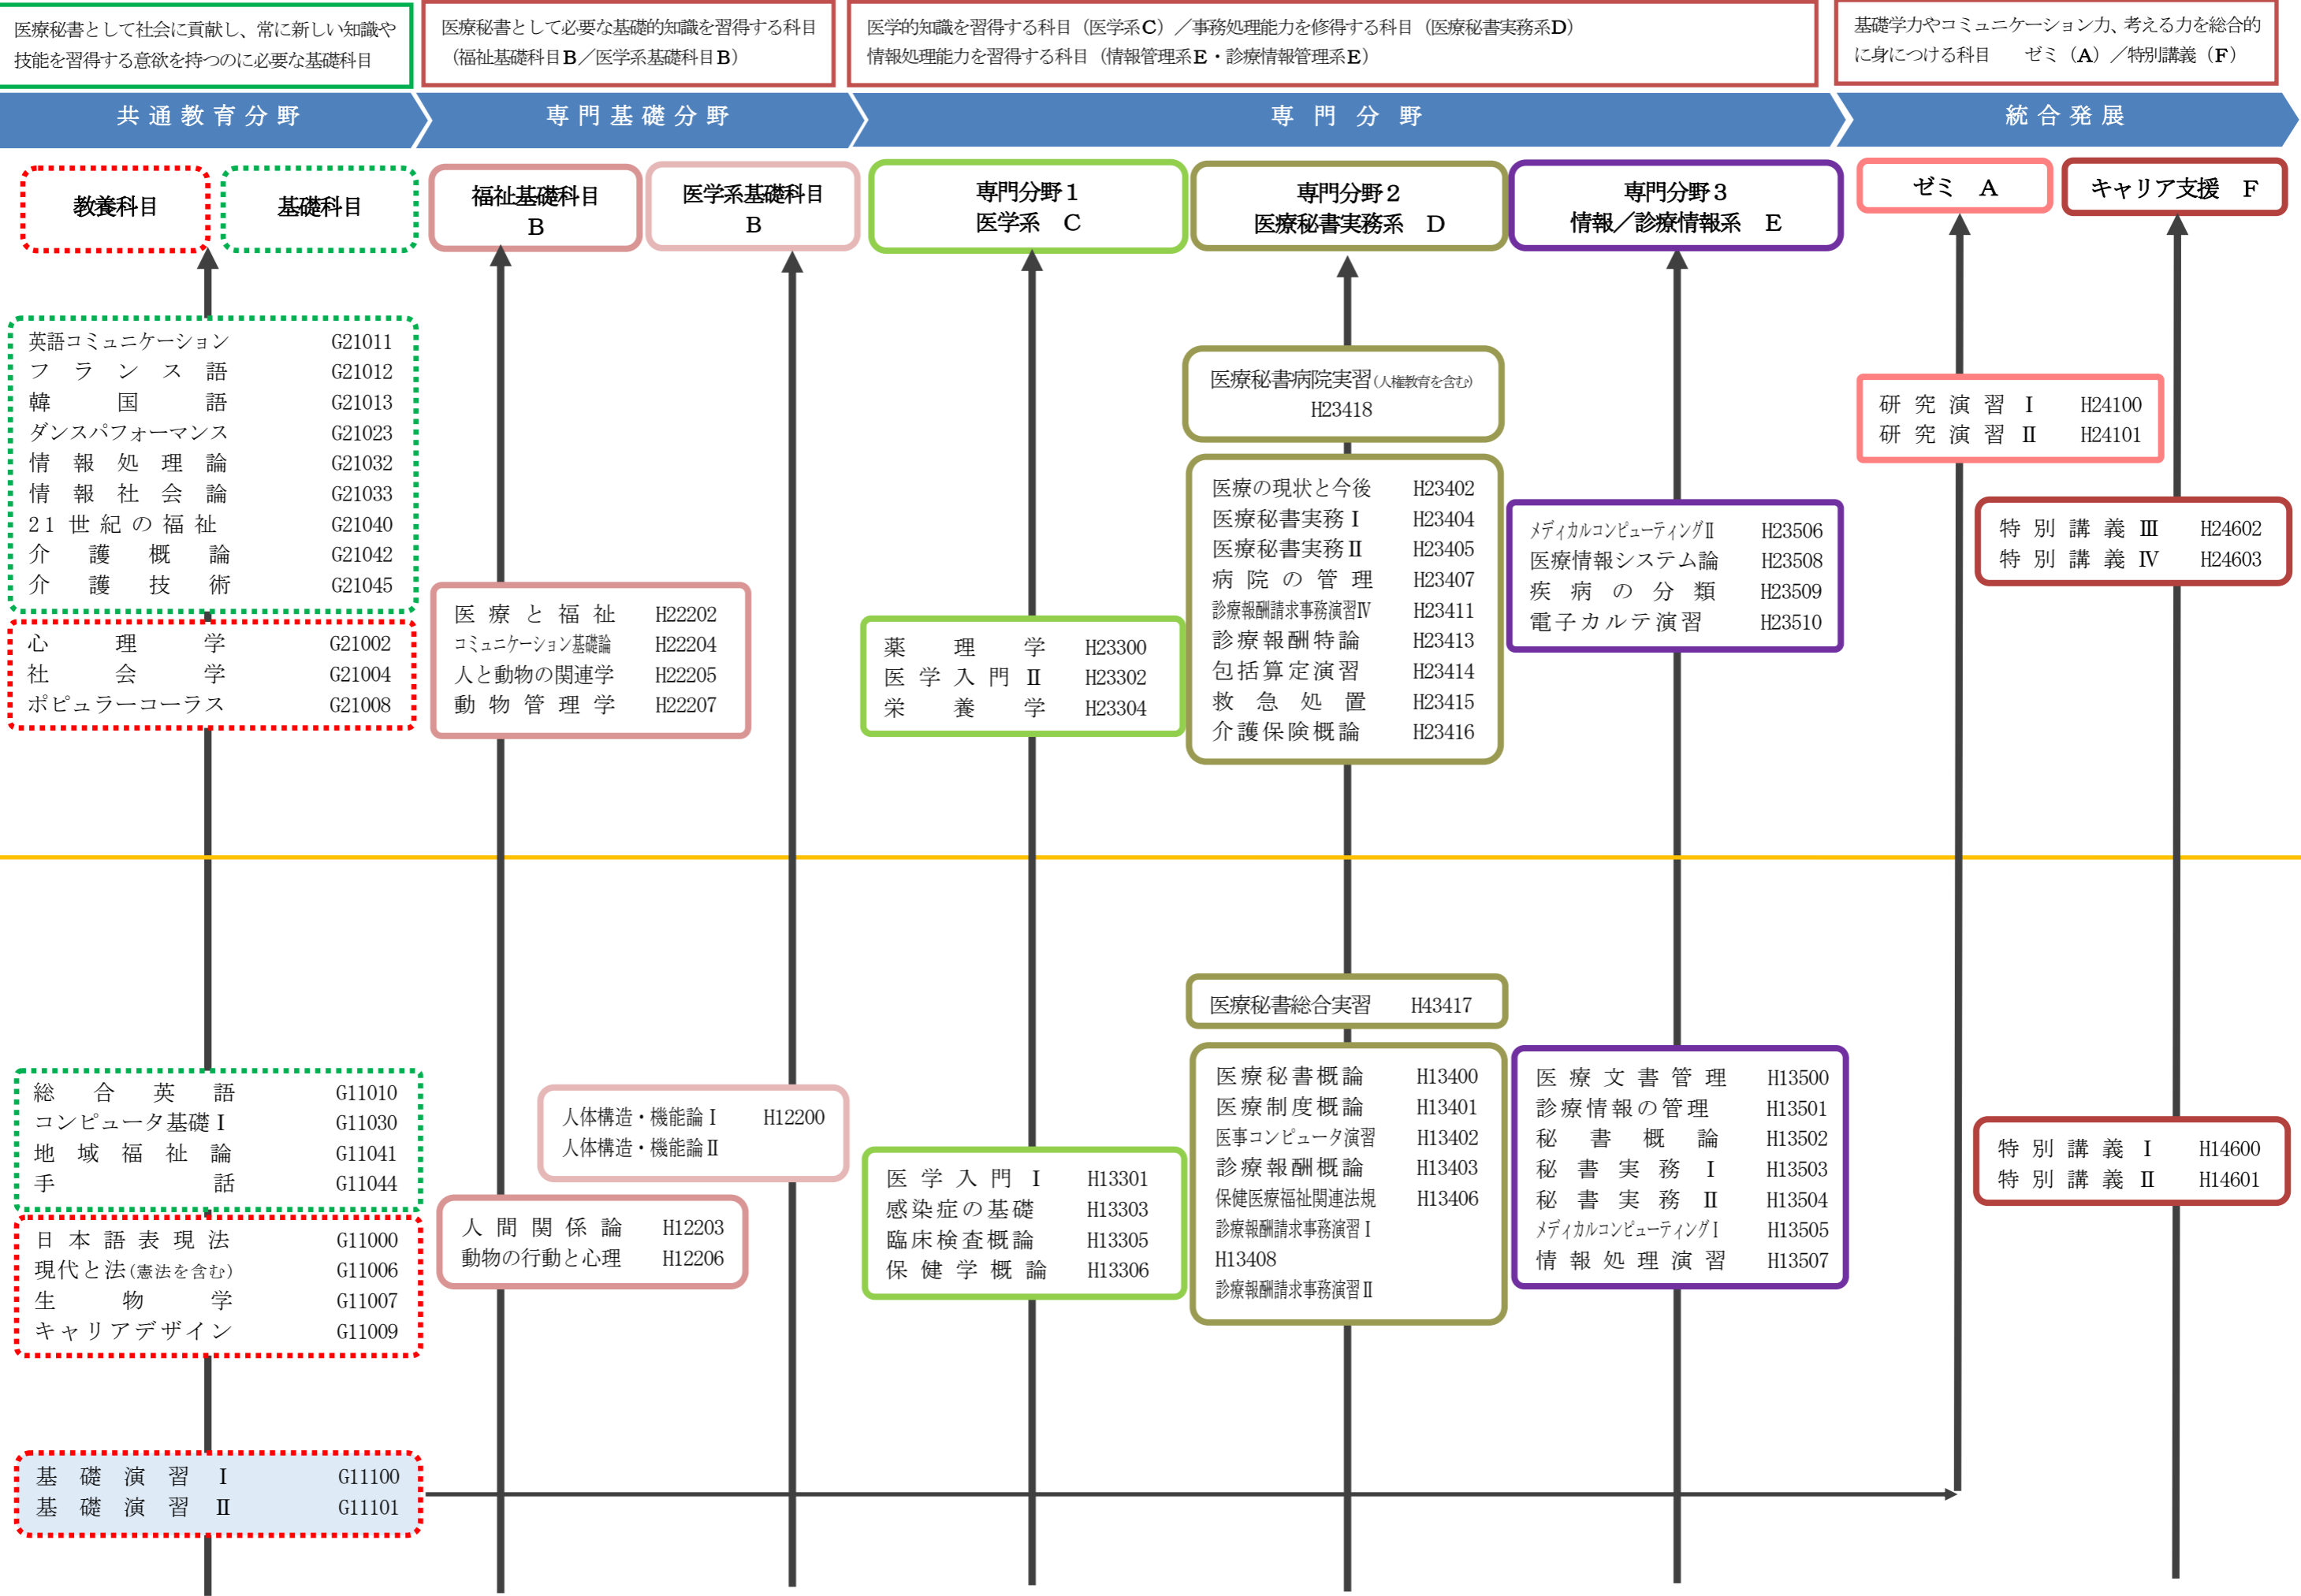 医療秘書として社会に貢献し、常に新しい知識や
技能を習得する意欲を持つのに必要な基礎科目
医療秘書として必要な基礎的知識を習得する科目
（福祉基礎科目B／医学系基礎科目B）
医学的知識を習得する科目（医学系C）／事務処理能力を修得する科目（医療秘書実務系D）
情報処理能力を習得する科目（情報管理系E・診療情報管理系E）
基礎学力やコミュニケーション力、考える力を総合的
に身につける科目　ゼミ（A）／特別講義（F）
共通教育分野
専門基礎分野
専門分野
統合発展
教養科目
基礎科目
福祉基礎科目
B
医学系基礎科目
B
専門分野1
医学系　C
専門分野2
医療秘書実務系　D
専門分野3
情報／診療情報系　E
ゼミ　A
キャリア支援　F
英語コミュニケーション　G21011
フランス語　G21012
韓国語　G21013
ダンスパフォーマンス　G21023
情報処理論　G21032
情報社会論　G21033
21世紀の福祉　G21040
介護概論　G21042
介護技術　G21045
心理学　G21002
社会学　G21004
ポピュラーコーラス　G21008
医療と福祉　H22202
コミュニケーション基礎論　H22204
人と動物の関連学　H22205
動物管理学　H22207
薬理学　H23300
医学入門Ⅱ　H23302
栄養学　H23304
医療秘書病院実習(人権教育を含む)
H23418
医療の現状と今後　H23402
医療秘書実務Ⅰ　H23404
医療秘書実務Ⅱ　H23405
病院の管理　H23407
診療報酬請求事務演習Ⅳ　H23411
診療報酬特論　H23413
包括算定演習　H23414
救急処置　H23415
介護保険概論　H23416
メディカルコンピューティングⅡ　H23506
医療情報システム論　H23508
疾病の分類　H23509
電子カルテ演習　H23510
研究演習Ⅰ　H24100
研究演習Ⅱ　H24101
特別講義Ⅲ　H24602
特別講義Ⅳ　H24603
総合英語　G11010
コンピュータ基礎Ⅰ　G11030
地域福祉論　G11041
手話　G11044
日本語表現法　G11000
現代と法(憲法を含む)　G11006
生物学　G11007
キャリアデザイン　G11009
基礎演習Ⅰ　G11100
基礎演習Ⅱ　G11101
人体構造・機能論Ⅰ　H12200
人体構造・機能論Ⅱ
人間関係論　H12203
動物の行動と心理　H12206
医学入門Ⅰ　H13301
感染症の基礎　H13303
臨床検査概論　H13305
保健学概論　H13306
医療秘書総合実習　H43417
医療秘書概論　H13400
医療制度概論　H13401
医事コンピュータ演習　H13402
診療報酬概論　H13403
保健医療福祉関連法規　H13406
診療報酬請求事務演習Ⅰ
H13408
診療報酬請求事務演習Ⅱ
医療文書管理　H13500
診療情報の管理　H13501
秘書概論　H13502
秘書実務Ⅰ　H13503
秘書実務Ⅱ　H13504
メディカルコンピューティングⅠ　H13505
情報処理演習　H13507
特別講義Ⅰ　H14600
特別講義Ⅱ　H14601